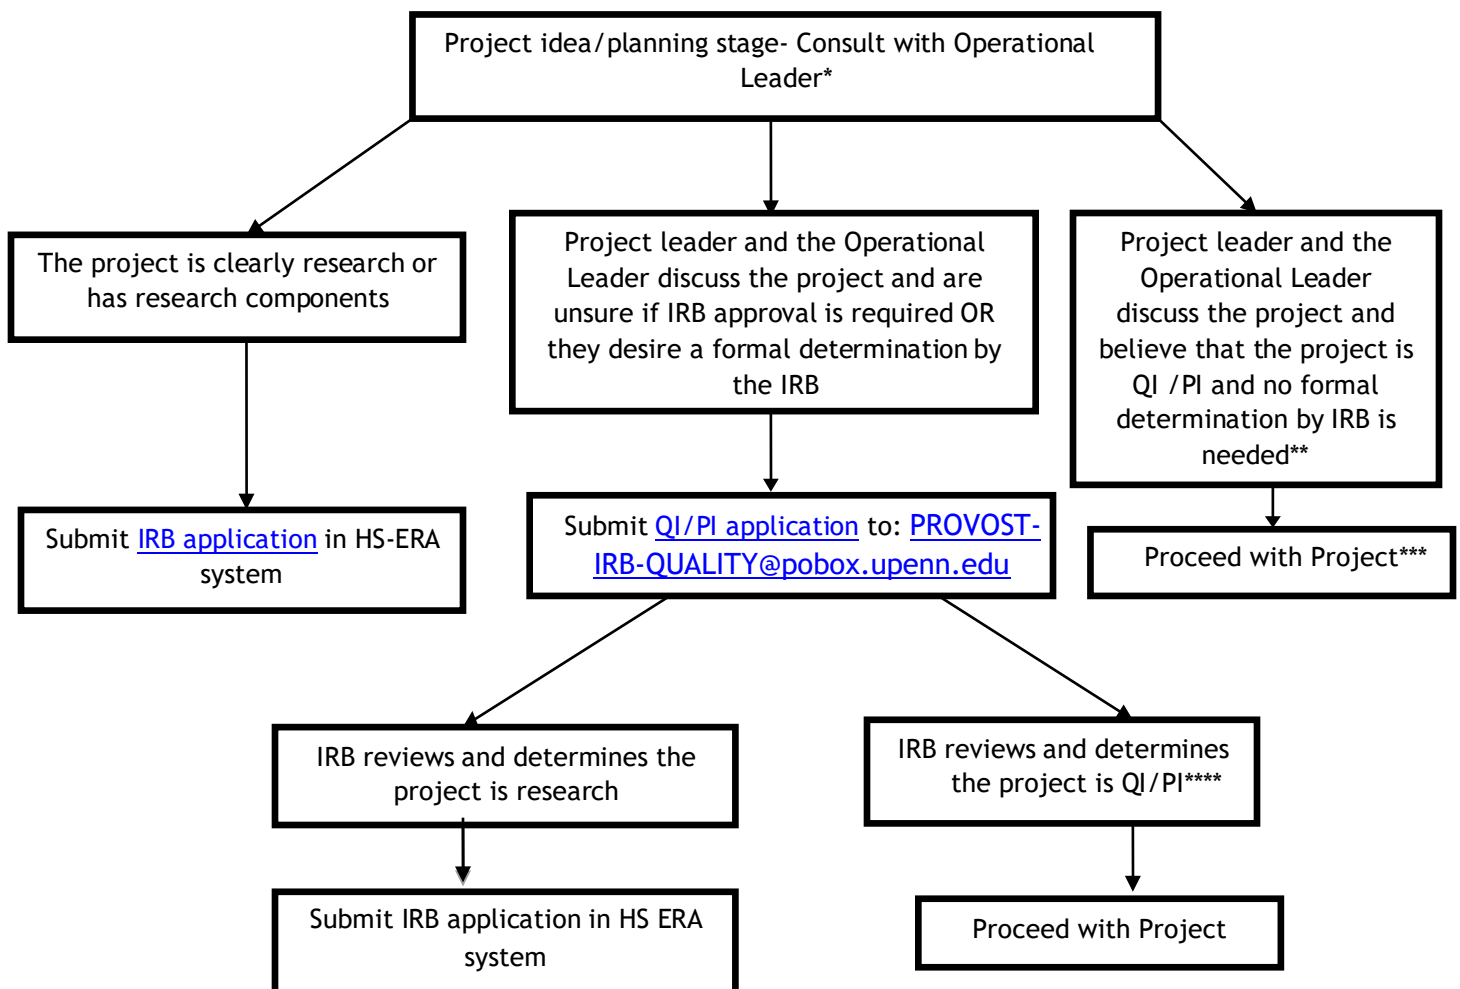 Project idea/planning stage- Consult with Operational
Leader*
The project is clearly research or
has research components
Project leader and the Operational
Leader discuss the project and are
unsure if IRB approval is required OR
they desire a formal determination by
the IRB
Project leader and the
Operational Leader
discuss the project and
believe that the project is
QI /PI and no formal
determination by IRB is
needed**
Submit IRB application in HS-ERA
system
Submit QI/PI application to: PROVOST-
IRB-QUALITY@pobox.upenn.edu
Proceed with Project***
IRB reviews and determines the
project is research
IRB reviews and determines
the project is QI/PI****
Submit IRB application in HS ERA
system
Proceed with Project